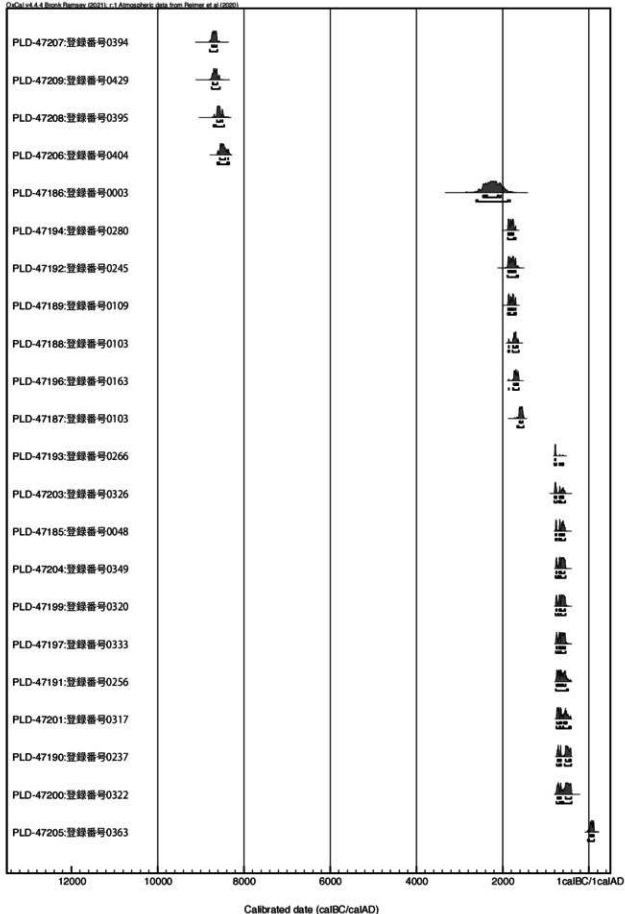 OxCal v4.4.4 Bronk Ramsey (2021); r:1 Atmospheric data from Reimer et al (2020)
PLD-47207:登録番号0394
PLD-47209:登録番号0429
PLD-47208:登録番号0395
PLD-47206:登録番号0404
PLD-47186:登録番号0003
PLD-47194:登録番号0280
PLD-47192:登録番号0245
PLD-47189:登録番号0109
PLD-47188:登録番号0103
PLD-47196:登録番号0163
PLD-47187:登録番号0103
PLD-47193:登録番号0266
PLD-47203:登録番号0326
PLD-47185:登録番号0048
PLD-47204:登録番号0349
PLD-47199:登録番号0320
PLD-47197:登録番号0333
PLD-47191:登録番号0256
PLD-47201:登録番号0317
PLD-47190:登録番号0237
PLD-47200:登録番号0322
PLD-47205:登録番号0363
12000 10000 8000 6000 4000 2000 1calBC/1calAD
Calibrated date (calBC/calAD)